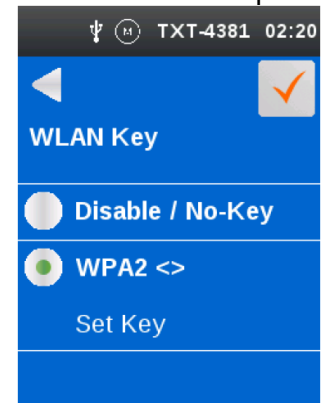 M TXT-4381 02:20
WLAN Key
Disable / No-Key
WPA2 <>
Set Key